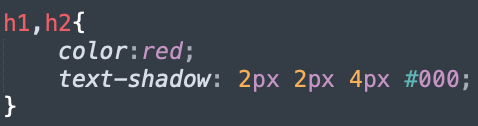 h1,h2{
    color:red;
    text-shadow: 2px 2px 4px #000;
}